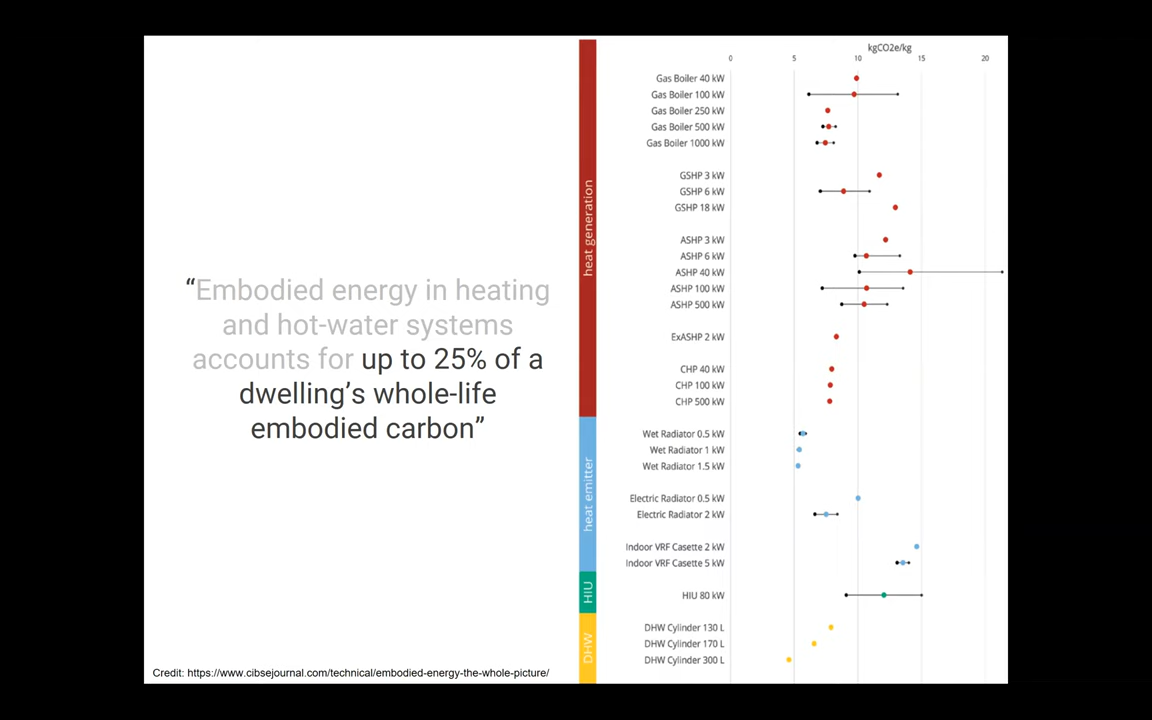 “Embodied energy in heating
and hot-water systems
accounts for up to 25% of a
dwelling’s whole-life
embodied carbon”
Credit: https://www.cibsejournal.com/technical/embodied-energy-the-whole-picture/
kgCO2e/kg
0 5 10 15 20
heat generation
Gas Boiler 40 kW
Gas Boiler 100 kW
Gas Boiler 250 kW
Gas Boiler 500 kW
Gas Boiler 1000 kW
GSHP 3 kW
GSHP 6 kW
GSHP 18 kW
ASHP 3 kW
ASHP 6 kW
ASHP 40 kW
ASHP 100 kW
ASHP 500 kW
ExASHP 2 kW
CHP 40 kW
CHP 100 kW
CHP 500 kW
heat emitter
Wet Radiator 0.5 kW
Wet Radiator 1 kW
Wet Radiator 1.5 kW
Electric Radiator 0.5 kW
Electric Radiator 2 kW
Indoor VRF Casette 2 kW
Indoor VRF Casette 5 kW
HIU
HIU 80 kW
DHW
DHW Cylinder 130 L
DHW Cylinder 170 L
DHW Cylinder 300 L